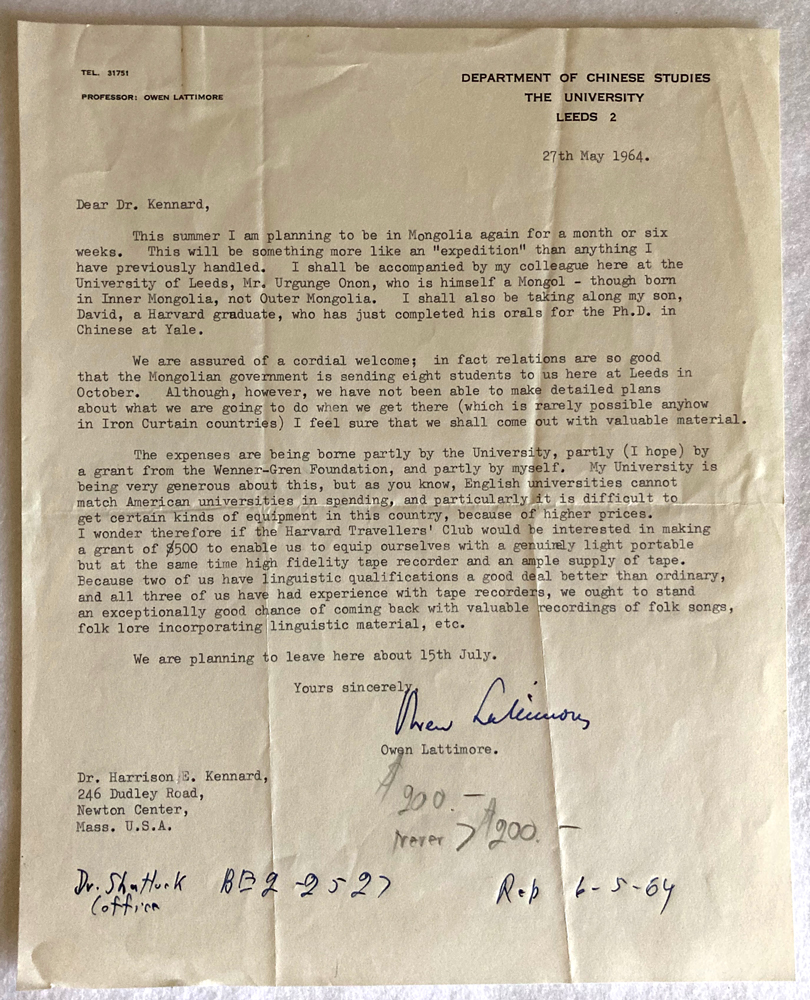 TEL. 31751
PROFESSOR: OWEN LATTIMORE
DEPARTMENT OF CHINESE STUDIES
THE UNIVERSITY
LEEDS 2
27th May 1964.
Dear Dr. Kennard,
This summer I am planning to be in Mongolia again for a month or six
weeks. This will be something more like an "expedition" than anything I
have previously handled. I shall be accompanied by my colleague here at the
University of Leeds, Mr. Urgunge Onon, who is himself a Mongol - though born
in Inner Mongolia, not Outer Mongolia. I shall also be taking along my son,
David, a Harvard graduate, who has just completed his orals for the Ph.D. in
Chinese at Yale.
We are assured of a cordial welcome; in fact relations are so good
that the Mongolian government is sending eight students to us here at Leeds in
October. Although, however, we have not been able to make detailed plans
about what we are going to do when we get there (which is rarely possible anyhow
in Iron Curtain countries) I feel sure that we shall come out with valuable material.
The expenses are being borne partly by the University, partly (I hope) by
a grant from the Wenner-Gren Foundation, and partly by myself. My University is
being very generous about this, but as you know, English universities cannot
match American universities in spending, and particularly it is difficult to
get certain kinds of equipment in this country, because of higher prices.
I wonder therefore if the Harvard Travellers' Club would be interested in making
a grant of $500 to enable us to equip ourselves with a genuinely light portable
but at the same time high fidelity tape recorder and an ample supply of tape.
Because two of us have linguistic qualifications a good deal better than ordinary,
and all three of us have had experience with tape recorders, we ought to stand
an exceptionally good chance of coming back with valuable recordings of folk songs,
folk lore incorporating linguistic material, etc.
We are planning to leave here about 15th July.
Yours sincerely,
Owen Lattimore
Owen Lattimore.
Dr. Harrison E. Kennard,
246 Dudley Road,
Newton Center,
Mass. U.S.A.
$200.-
never > $200.-
Dr. Shattuck BE2-2527 Rep 6-5-64
(office